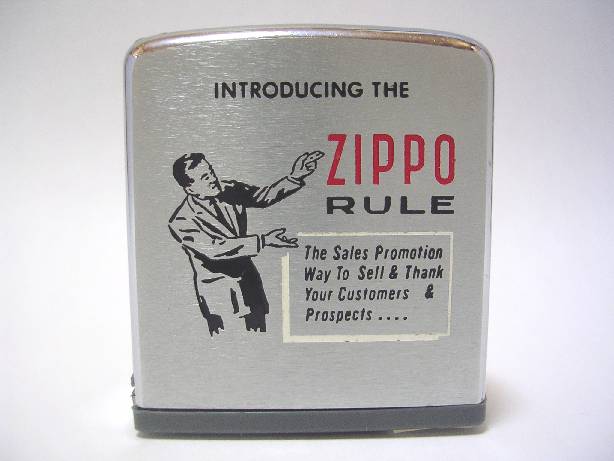 INTRODUCING THE
ZIPPO
RULE
The Sales Promotion
Way To Sell & Thank
Your Customers &
Prospects ....